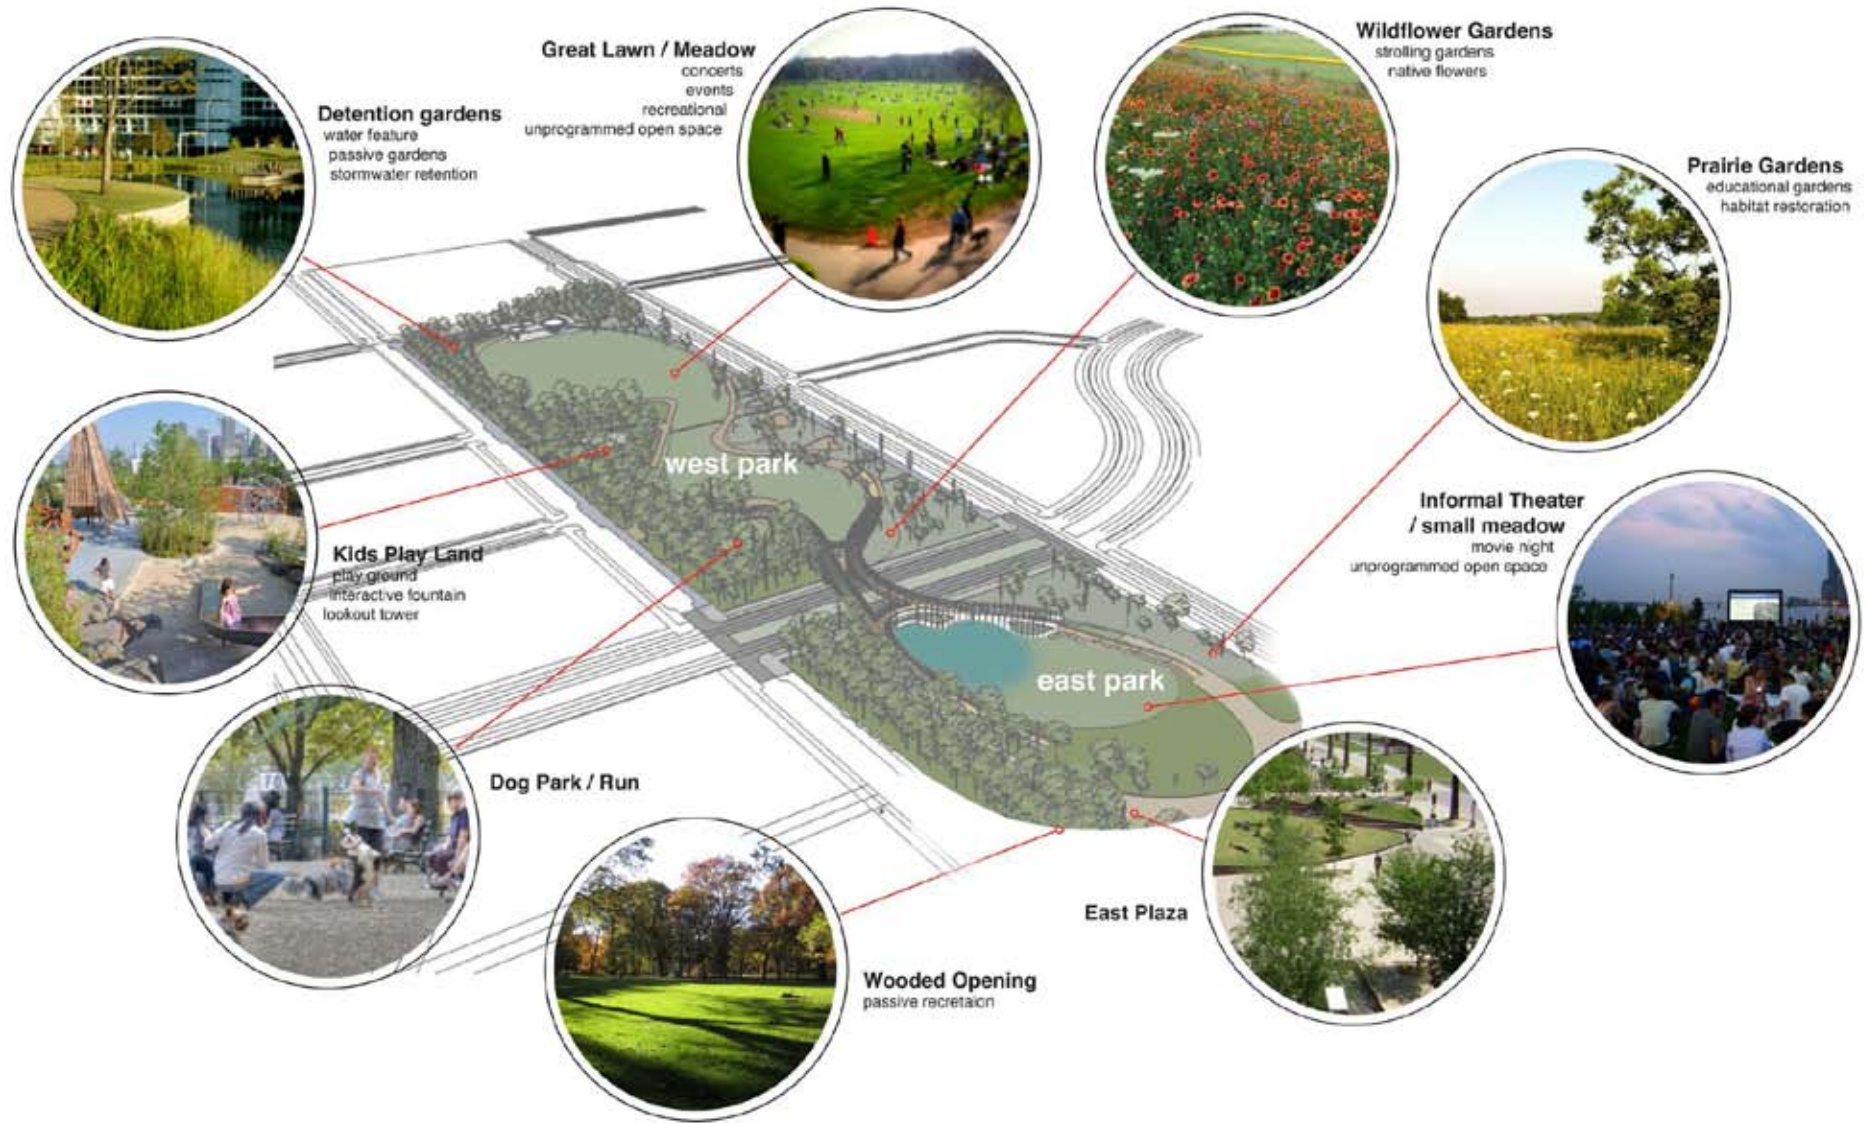 Detention gardens
water feature
passive gardens
stormwater retention
Great Lawn / Meadow
concerts
events
recreational
unprogrammed open space
Wildflower Gardens
strolling gardens
native flowers
Prairie Gardens
educational gardens
habitat restoration
Informal Theater
/ small meadow
movie night
unprogrammed open space
Kids Play Land
play ground
interactive fountain
lookout tower
west park
east park
Dog Park / Run
Wooded Opening
passive recretaion
East Plaza